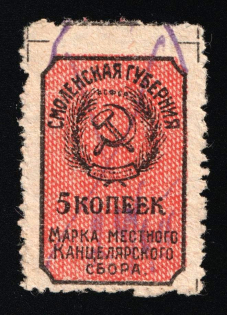 СМОЛЕНСКАЯ ГУБЕРНИЯ
Р.С.Ф.С.Р.
5 КОПЕЕК
МАРКА МЕСТНОГО
КАНЦЕЛЯРСКОГО
СБОРА.